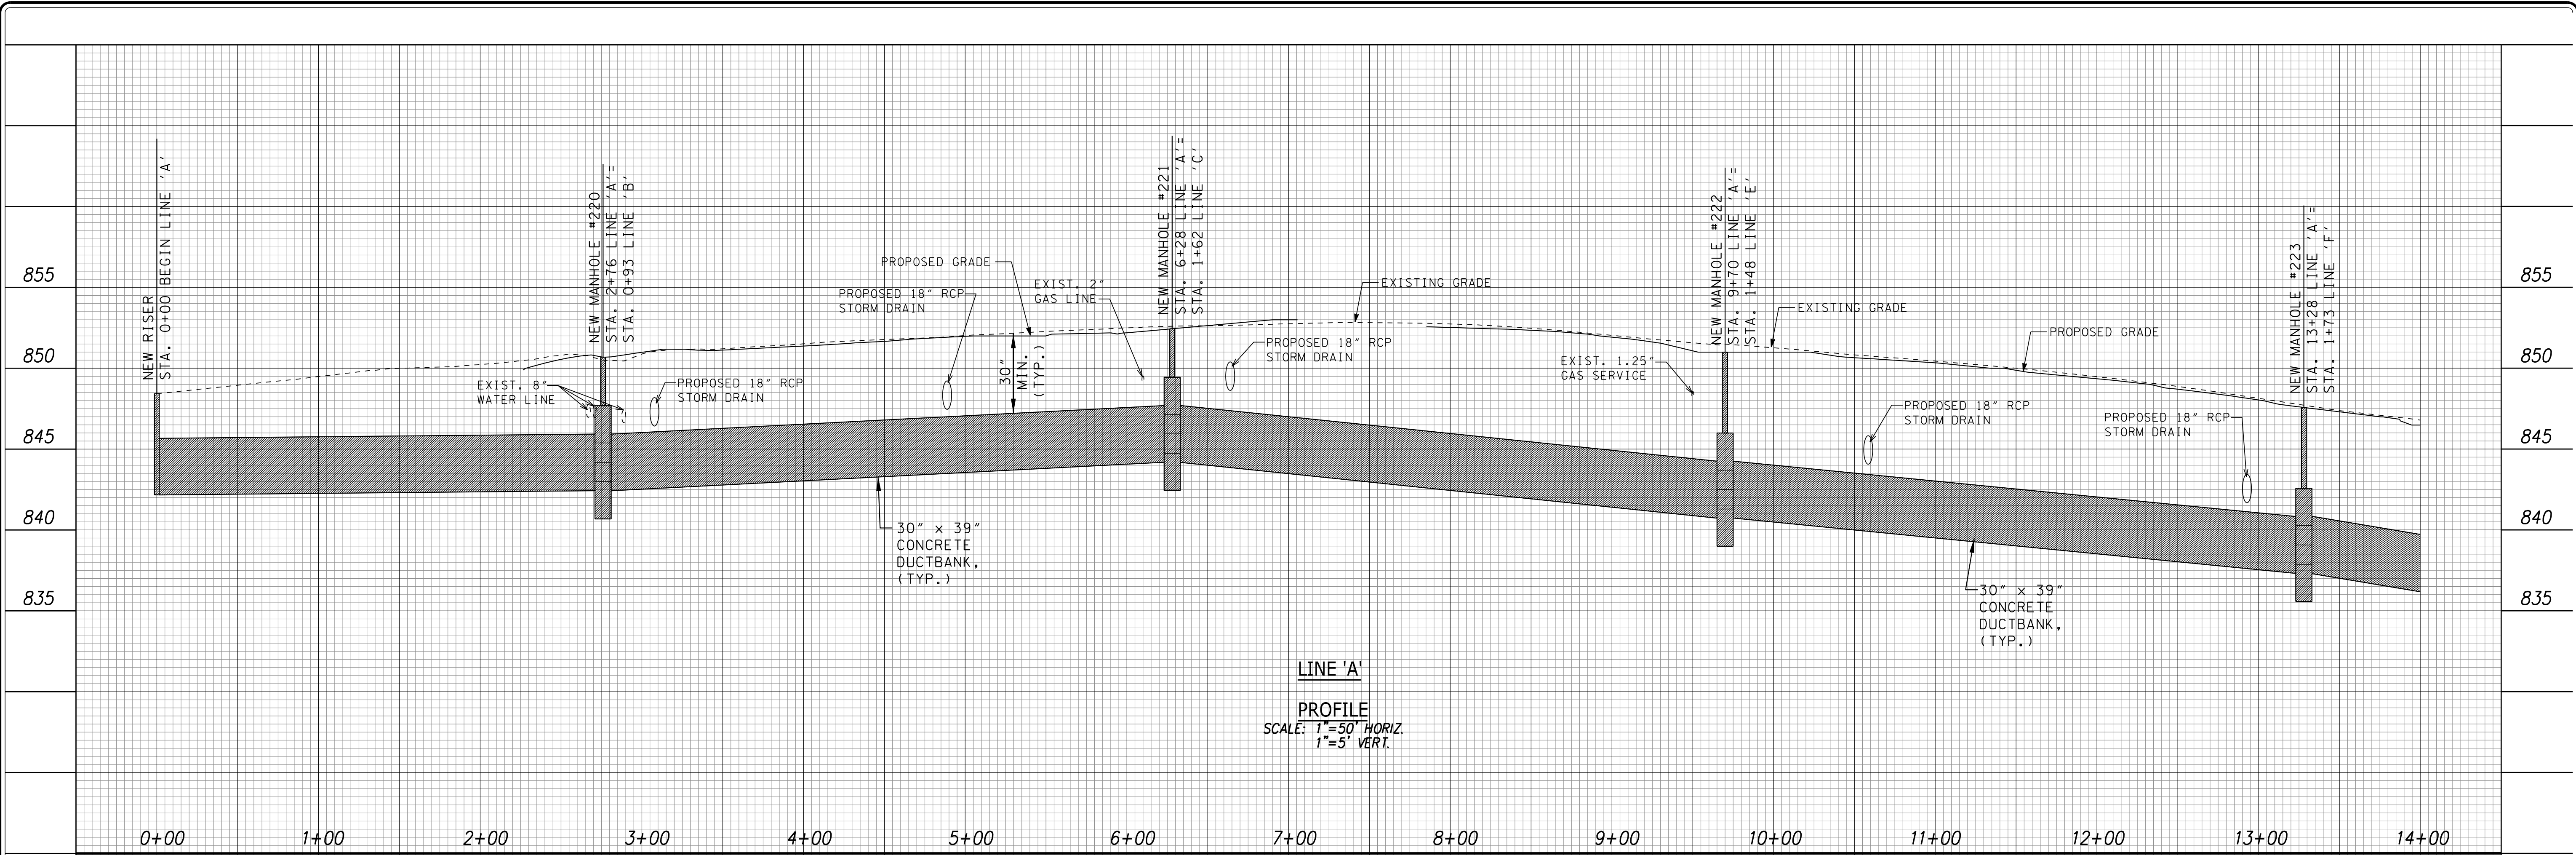 NEW RISER
STA. 0+00 BEGIN LINE 'A'
NEW MANHOLE #220
STA. 2+76 LINE 'A'=
STA. 0+93 LINE 'B'
NEW MANHOLE #221
STA. 6+28 LINE 'A'=
STA. 1+62 LINE 'C'
NEW MANHOLE #222
STA. 9+70 LINE 'A'=
STA. 1+48 LINE 'E'
NEW MANHOLE #223
STA. 13+28 LINE 'A'=
STA. 1+73 LINE 'F'
PROPOSED GRADE
PROPOSED 18" RCP
STORM DRAIN
EXIST. 2"
GAS LINE
EXISTING GRADE
EXISTING GRADE
PROPOSED GRADE
855
855
850
850
EXIST. 8"
WATER LINE
PROPOSED 18" RCP
STORM DRAIN
30"
MIN.
(TYP.)
PROPOSED 18" RCP
STORM DRAIN
EXIST. 1.25"
GAS SERVICE
PROPOSED 18" RCP
STORM DRAIN
PROPOSED 18" RCP
STORM DRAIN
845
845
840
840
30" x 39"
CONCRETE
DUCTBANK,
(TYP.)
30" x 39"
CONCRETE
DUCTBANK,
(TYP.)
835
835
LINE 'A'
PROFILE
SCALE: 1"=50' HORIZ.
1"=5' VERT.
0+00 1+00 2+00 3+00 4+00 5+00 6+00 7+00 8+00 9+00 10+00 11+00 12+00 13+00 14+00